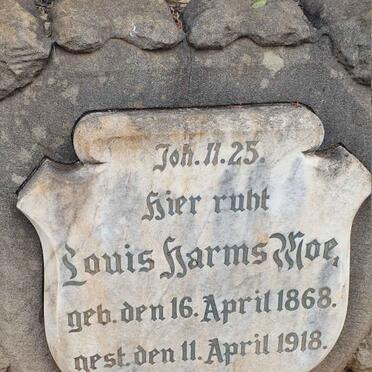 Joh. 11. 25.
Hier ruht
Louis Harms Moe,
geb. den 16. April 1868.
gest. den 11. April 1918.